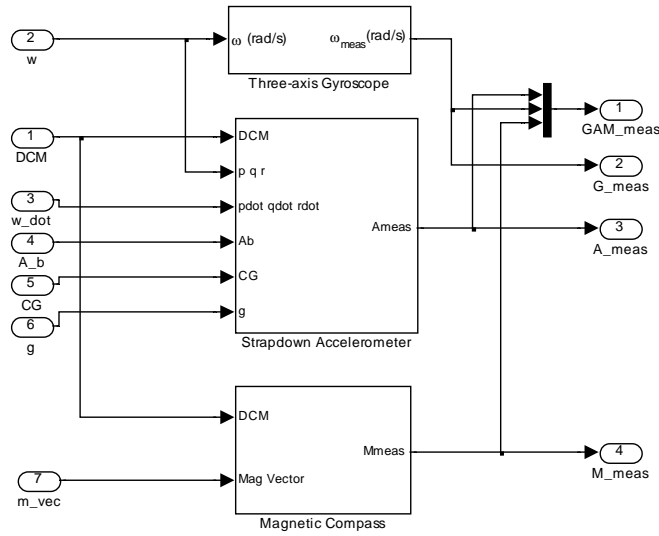 2
w
ω (rad/s)
ωmeas(rad/s)
Three-axis Gyroscope
1
DCM
3
w_dot
4
A_b
5
CG
6
g
DCM
p q r
pdot qdot rdot
Ab
CG
g
Ameas
Strapdown Accelerometer
1
GAM_meas
2
G_meas
3
A_meas
7
m_vec
DCM
Mag Vector
Mmeas
Magnetic Compass
4
M_meas